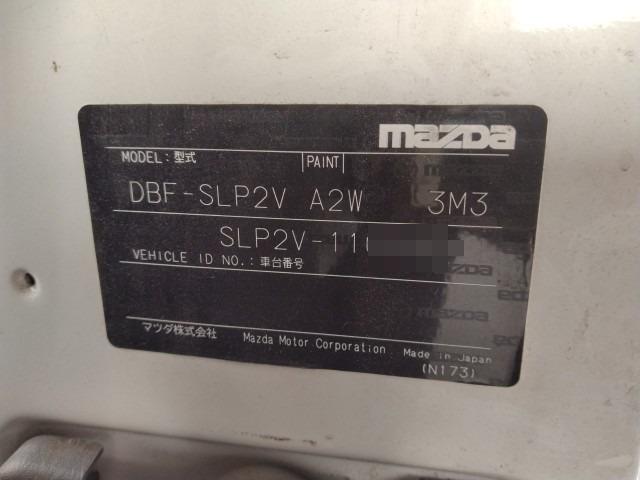 mazda
MODEL:型式 PAINT
DBF-SLP2V A2W 3M3
SLP2V-11
VEHICLE ID NO.:車台番号
マツダ株式会社 Mazda Motor Corporation Made in Japan
(N173)